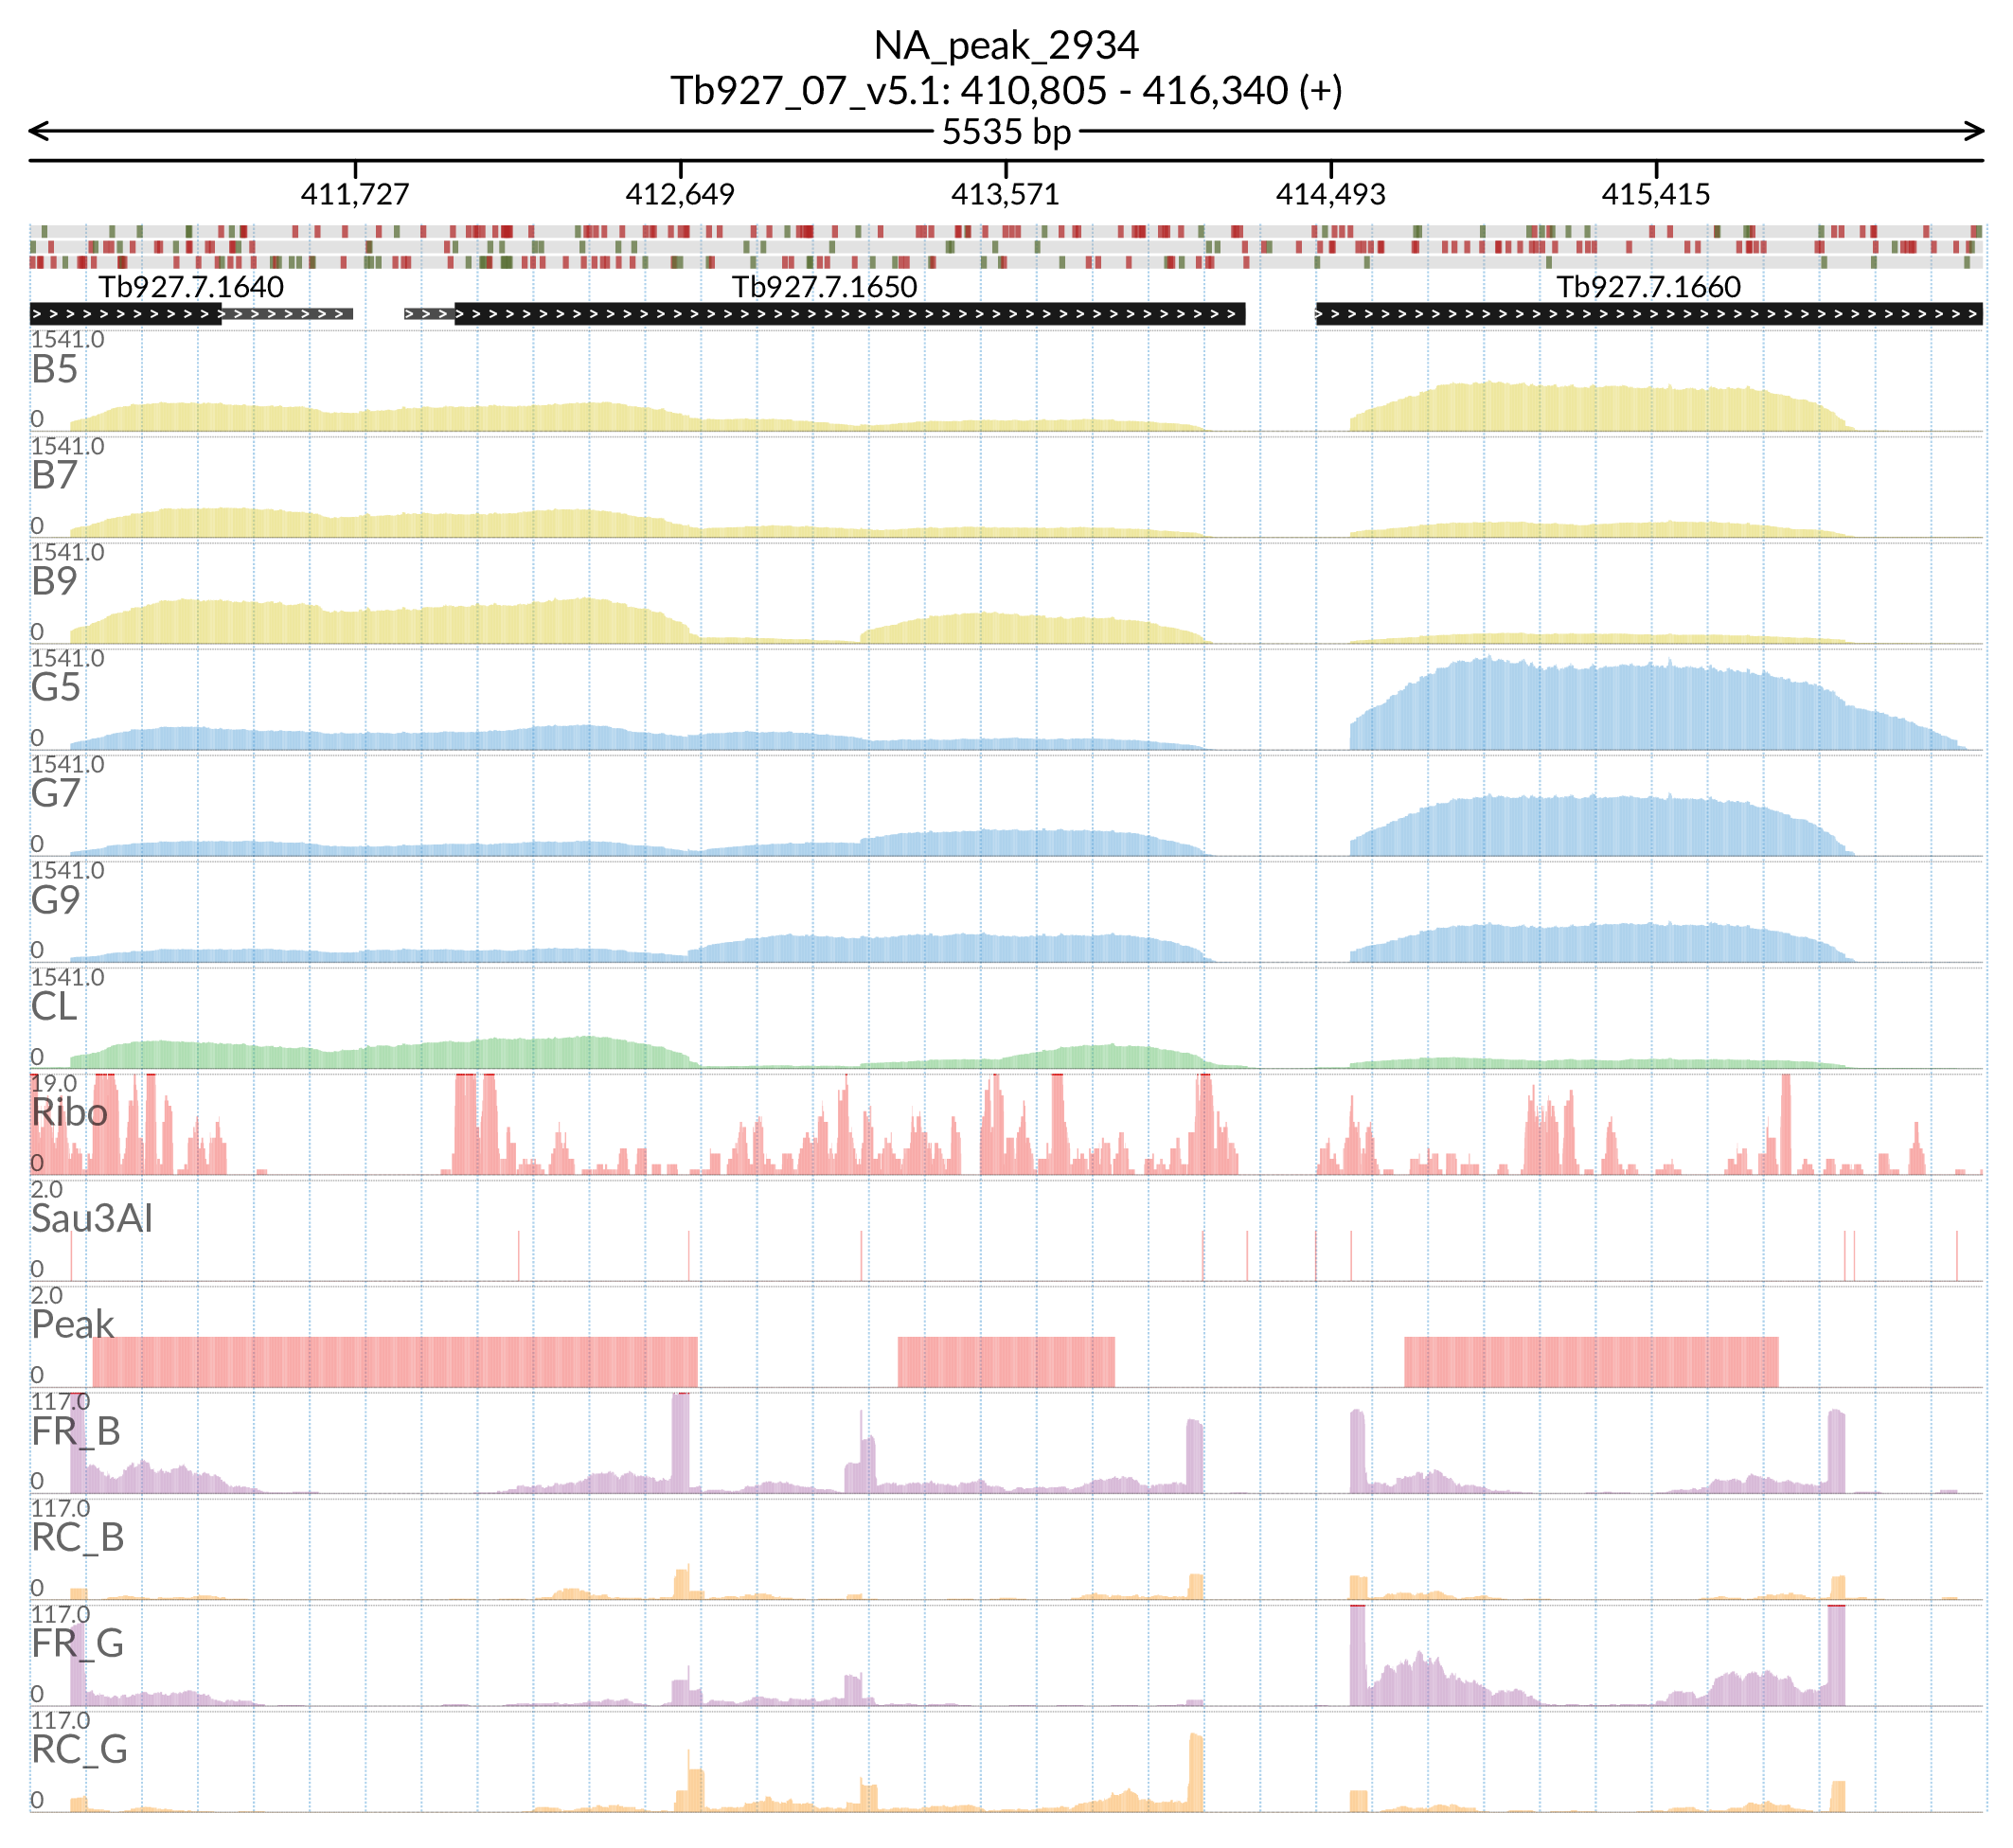 NA_peak_2934
Tb927_07_v5.1: 410,805 - 416,340 (+)
5535 bp
411,727 412,649 413,571 414,493 415,415
Tb927.7.1640 Tb927.7.1650 Tb927.7.1660
1541.0
B5
0
1541.0
B7
0
1541.0
B9
0
1541.0
G5
0
1541.0
G7
0
1541.0
G9
0
1541.0
CL
0
19.0
Ribo
0
2.0
Sau3AI
0
2.0
Peak
0
117.0
FR_B
0
117.0
RC_B
0
117.0
FR_G
0
117.0
RC_G
0